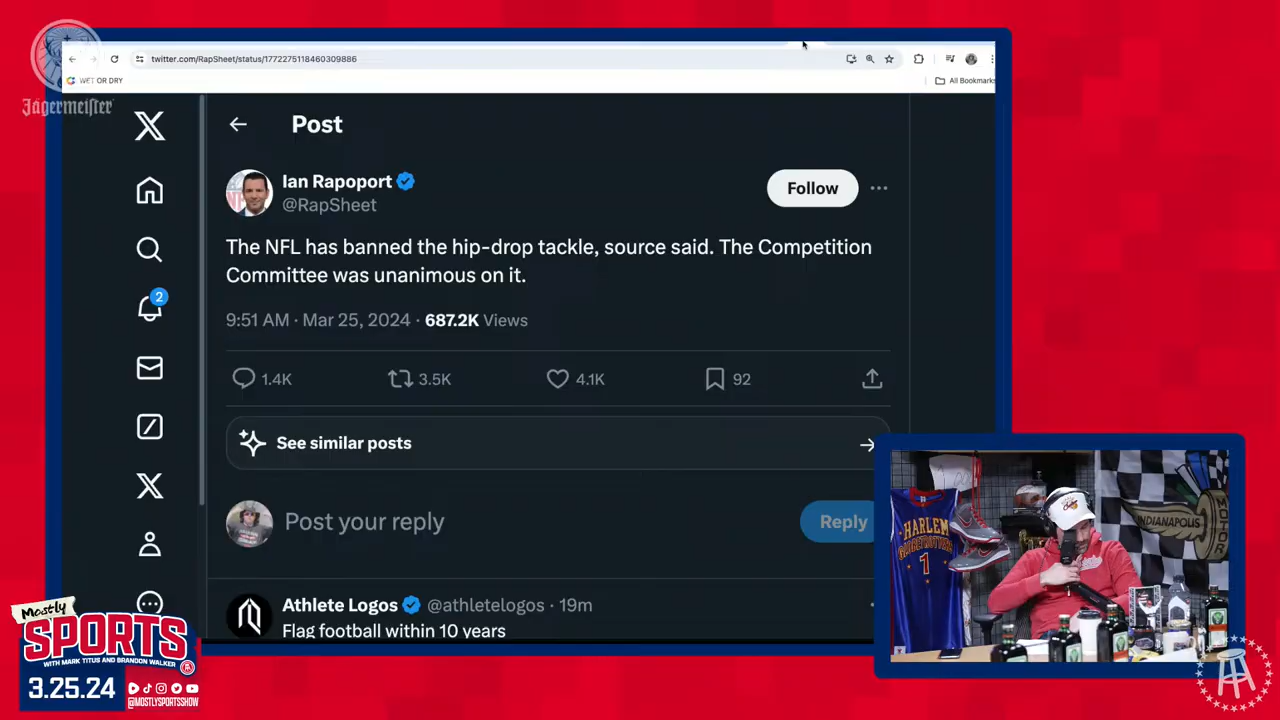 Jägermeister
twitter.com/RapSheet/status/1772275118460309886
WET OR DRY
All Bookmarks
Post
Ian Rapoport
@RapSheet
Follow
The NFL has banned the hip-drop tackle, source said. The Competition
Committee was unanimous on it.
9:51 AM · Mar 25, 2024 · 687.2K Views
2
1.4K
3.5K
4.1K
92
See similar posts
Post your reply
Reply
Athlete Logos @athletelogos · 19m
Flag football within 10 years
HARLEM
GLOBETROTTERS
1
INDIANAPOLIS
MOTOR
Mostly
SPORTS
WITH MARK TITUS AND BRANDON WALKER
3.25.24
@MOSTLYSPORTSSHOW